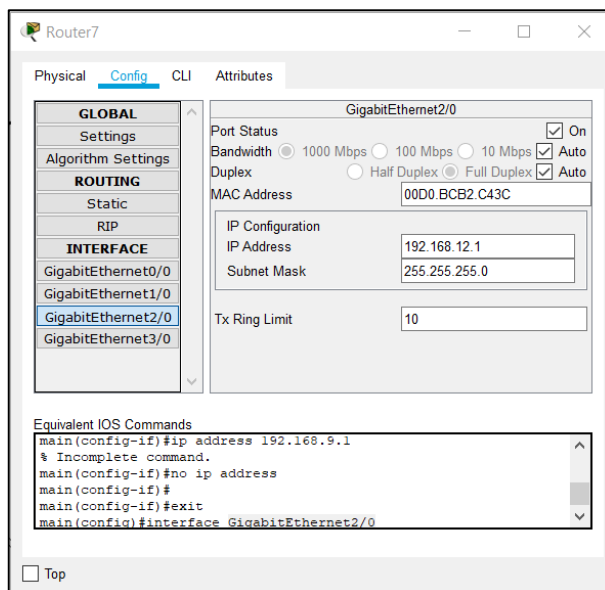 Router7
Physical Config CLI Attributes
GLOBAL
Settings
Algorithm Settings
ROUTING
Static
RIP
INTERFACE
GigabitEthernet0/0
GigabitEthernet1/0
GigabitEthernet2/0
GigabitEthernet3/0
GigabitEthernet2/0
Port Status On
Bandwidth 1000 Mbps 100 Mbps 10 Mbps Auto
Duplex Half Duplex Full Duplex Auto
MAC Address 00D0.BCB2.C43C
IP Configuration
IP Address 192.168.12.1
Subnet Mask 255.255.255.0
Tx Ring Limit 10
Equivalent IOS Commands
main(config-if)#ip address 192.168.9.1
% Incomplete command.
main(config-if)#no ip address
main(config-if)#
main(config-if)#exit
main(config)#interface GigabitEthernet2/0
Top